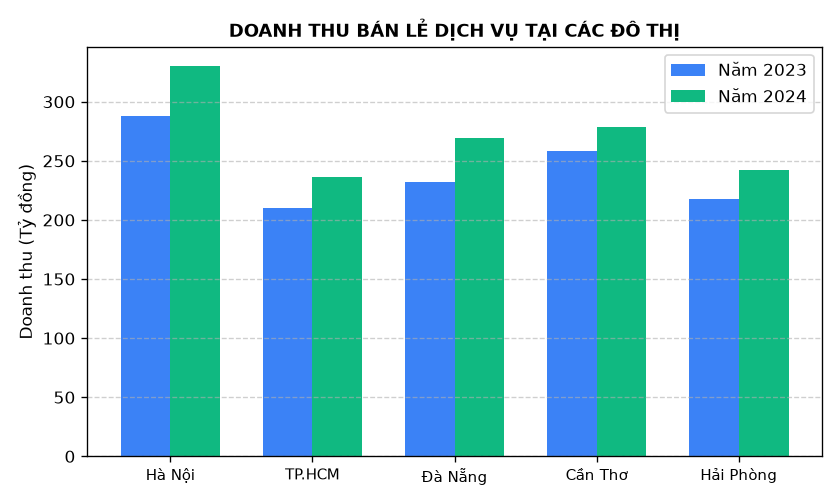 DOANH THU BÁN LẺ DỊCH VỤ TẠI CÁC ĐÔ THỊ
Năm 2023
Năm 2024
Doanh thu (Tỷ đồng)
300
250
200
150
100
50
0
Hà Nội TP.HCM Đà Nẵng Cần Thơ Hải Phòng